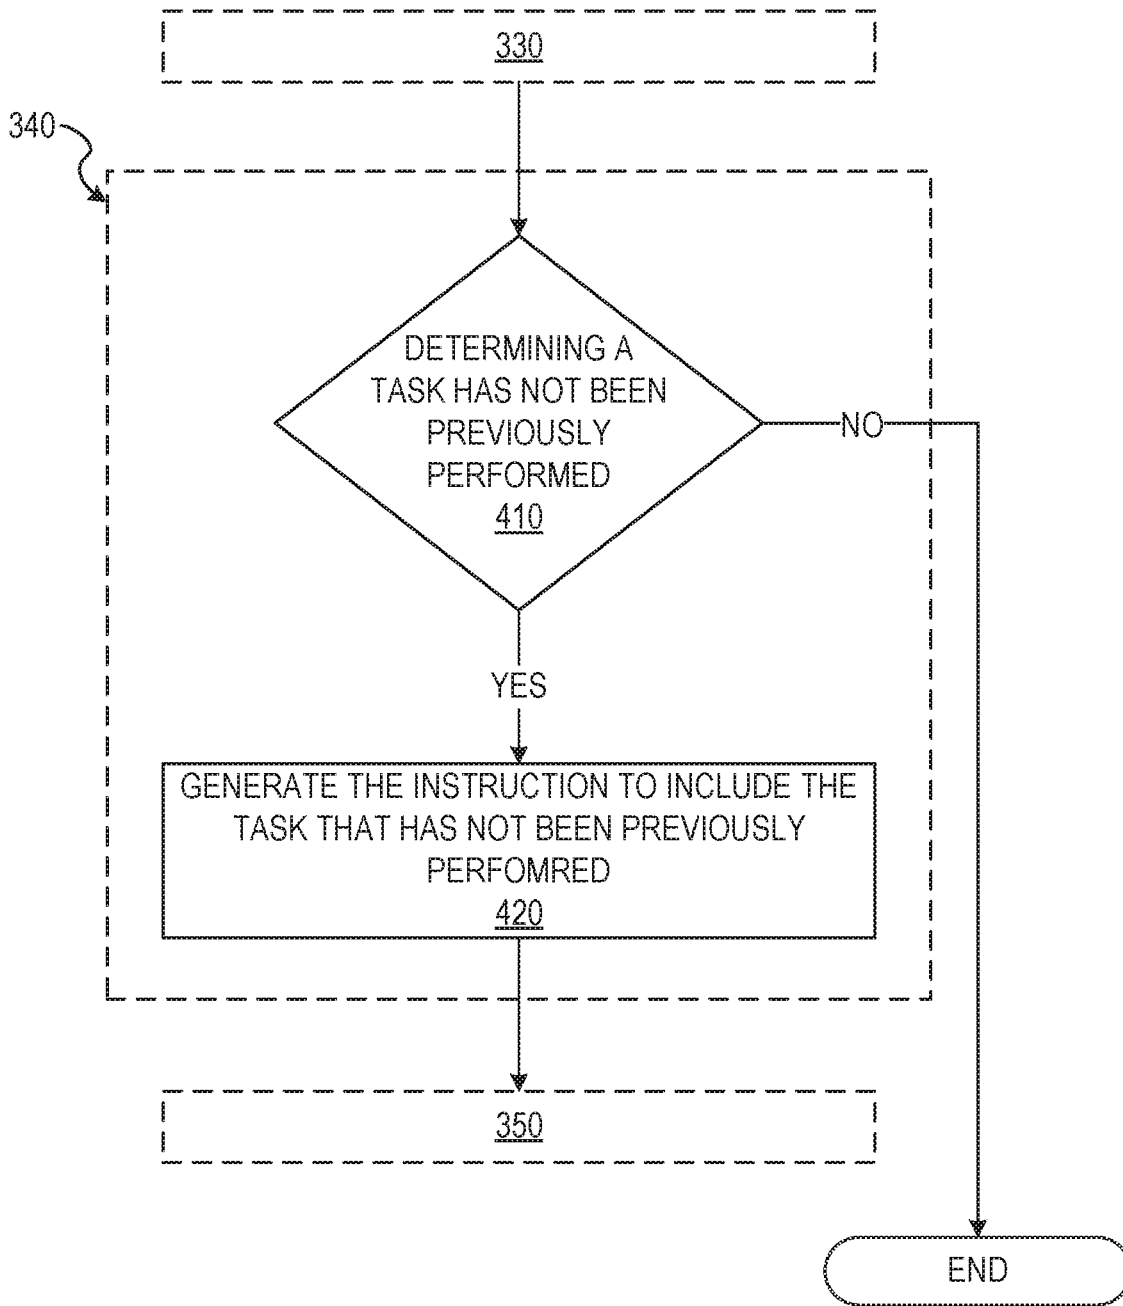 330
340
DETERMINING A
TASK HAS NOT BEEN
PREVIOUSLY
PERFORMED
410
NO
YES
GENERATE THE INSTRUCTION TO INCLUDE THE
TASK THAT HAS NOT BEEN PREVIOUSLY
PERFOMRED
420
350
END